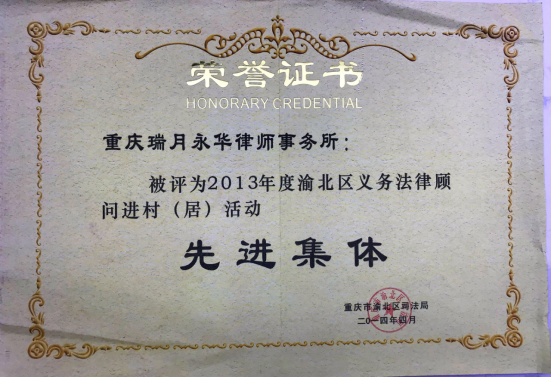 荣誉证书
HONORARY CREDENTIAL
重庆瑞月永华律师事务所：
被评为2013年度渝北区义务法律顾
问进村（居）活动
先进集体
重庆市渝北区司法局
二〇一四年四月